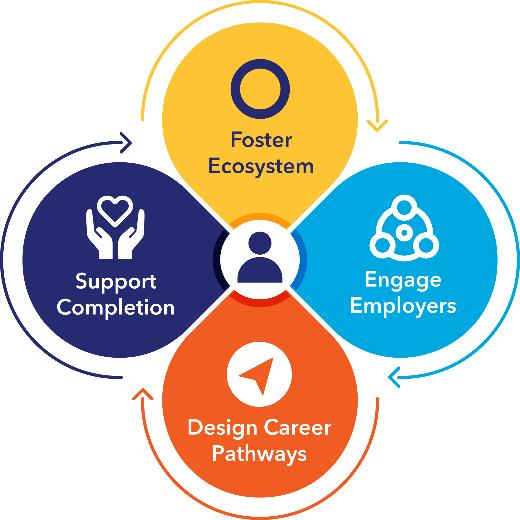 Foster
Ecosystem
Support
Completion
Engage
Employers
Design Career
Pathways